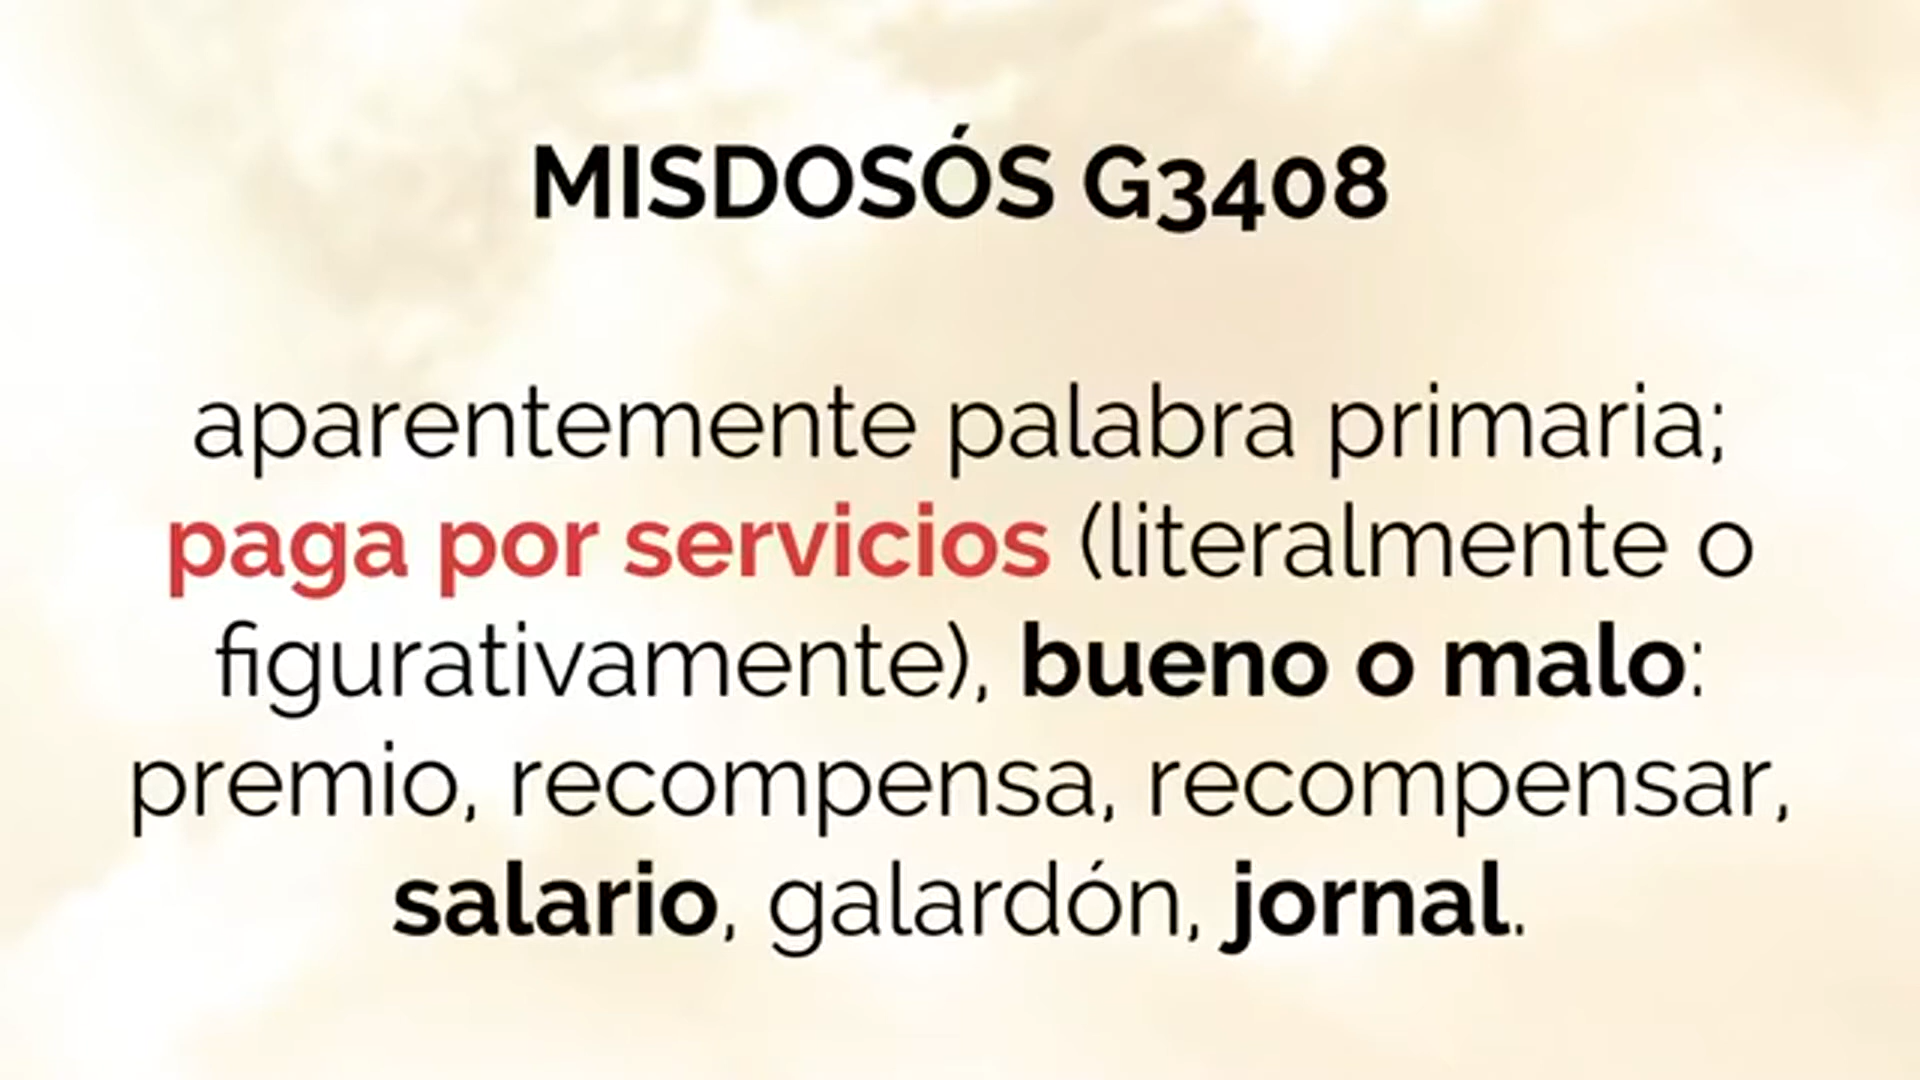 MISDOSÓS G3408
aparentemente palabra primaria;
paga por servicios (literalmente o
figurativamente), bueno o malo:
premio, recompensa, recompensar,
salario, galardón, jornal.